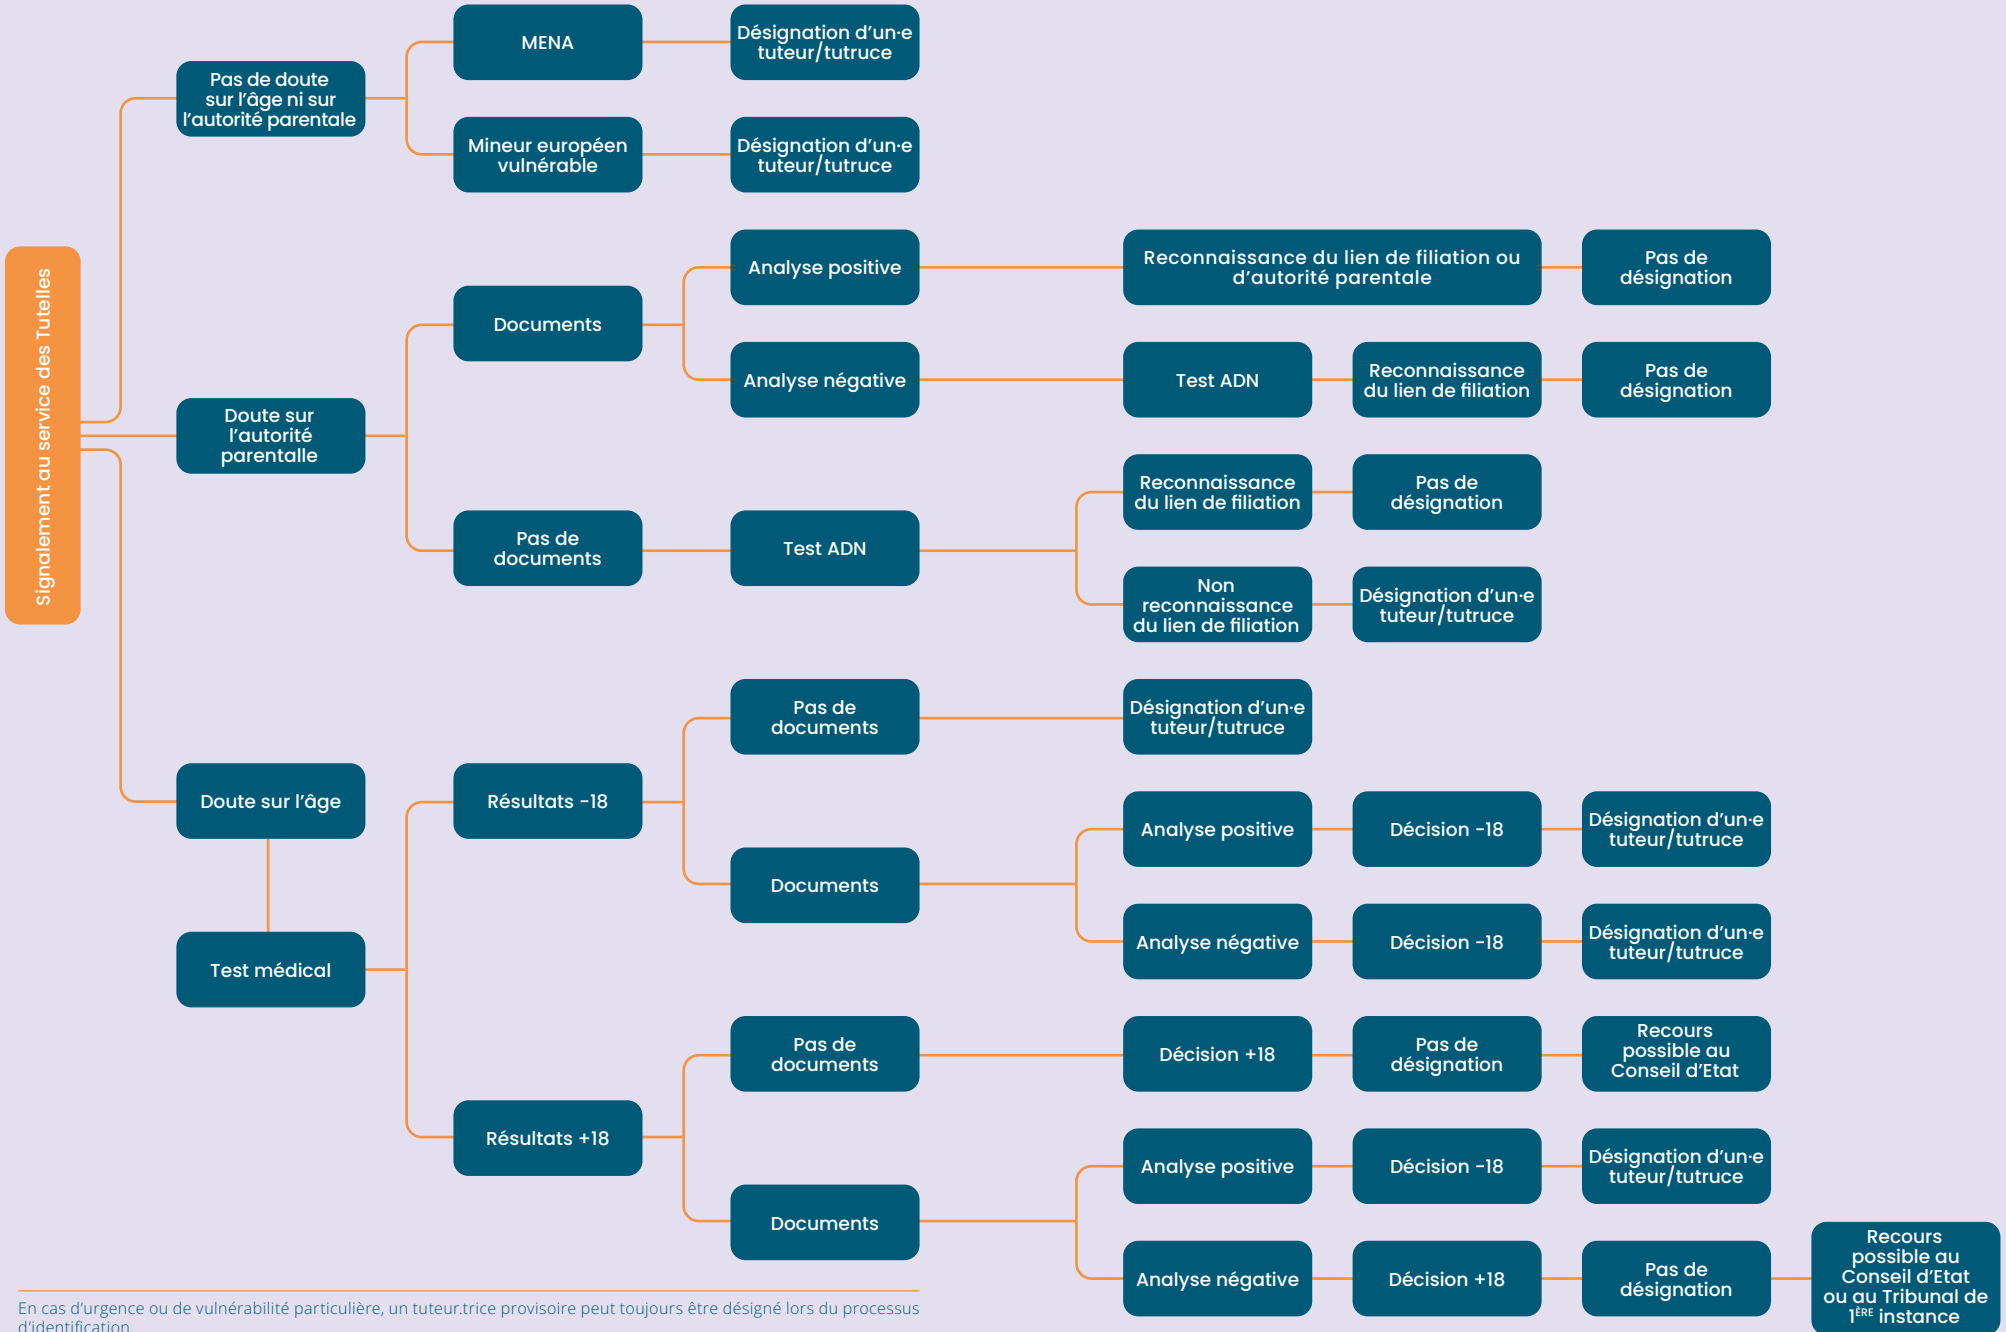 Signalement au service des Tutelles
Pas de doute
sur l'âge ni sur
l'autorité parentale
MENA
Désignation d'un·e
tuteur/tutruce
Mineur européen
vulnérable
Désignation d'un·e
tuteur/tutruce
Doute sur
l'autorité
parentalle
Documents
Analyse positive
Reconnaissance du lien de filiation ou
d'autorité parentale
Pas de
désignation
Analyse négative
Test ADN
Reconnaissance
du lien de filiation
Pas de
désignation
Pas de
documents
Test ADN
Reconnaissance
du lien de filiation
Pas de
désignation
Non
reconnaissance
du lien de filiation
Désignation d'un·e
tuteur/tutruce
Doute sur l'âge
Test médical
Résultats -18
Pas de
documents
Désignation d'un·e
tuteur/tutruce
Documents
Analyse positive
Décision -18
Désignation d'un·e
tuteur/tutruce
Analyse négative
Décision -18
Désignation d'un·e
tuteur/tutruce
Résultats +18
Pas de
documents
Décision +18
Pas de
désignation
Recours
possible au
Conseil d'Etat
Documents
Analyse positive
Décision -18
Désignation d'un·e
tuteur/tutruce
Analyse négative
Décision +18
Pas de
désignation
Recours
possible au
Conseil d'Etat
ou au Tribunal de
1ÈRE instance
En cas d'urgence ou de vulnérabilité particulière, un tuteur.trice provisoire peut toujours être désigné lors du processus
d'identification.